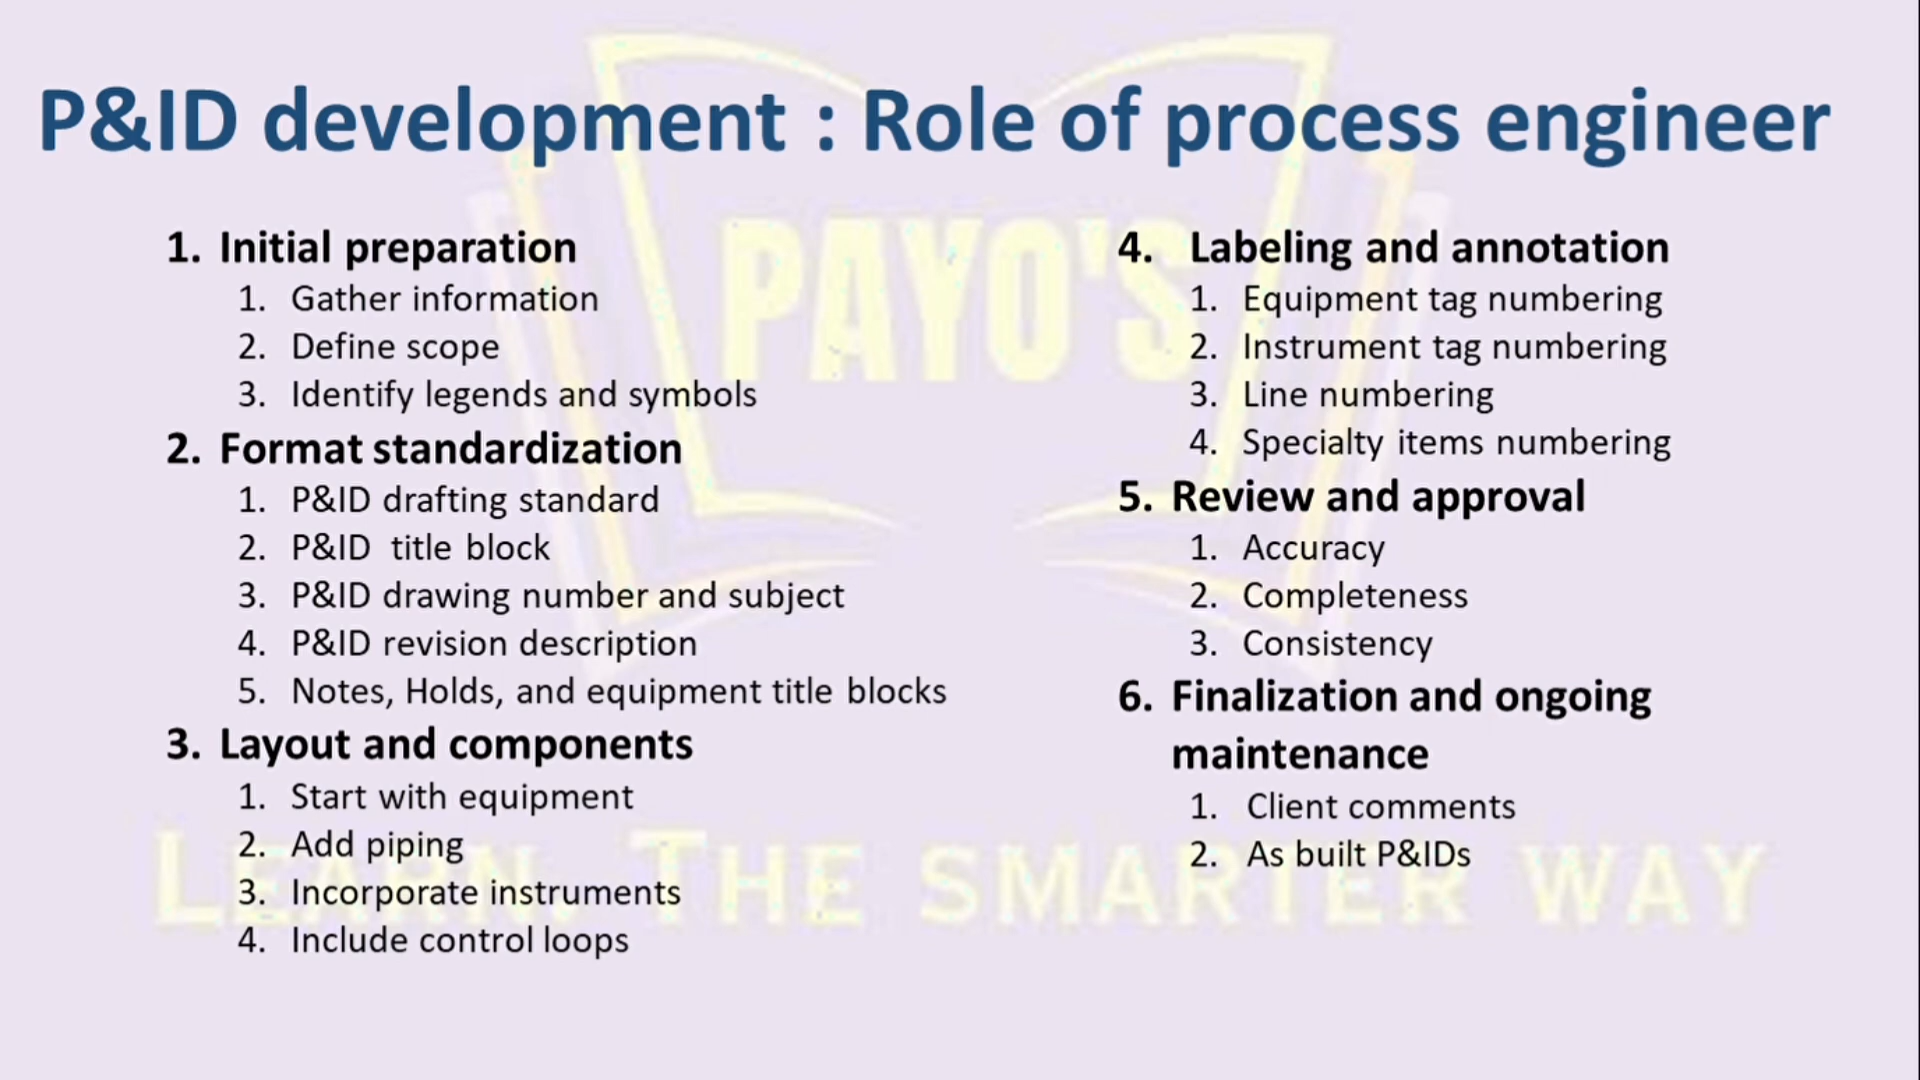 P&ID development : Role of process engineer
1. Initial preparation
1. Gather information
2. Define scope
3. Identify legends and symbols
2. Format standardization
1. P&ID drafting standard
2. P&ID title block
3. P&ID drawing number and subject
4. P&ID revision description
5. Notes, Holds, and equipment title blocks
3. Layout and components
1. Start with equipment
2. Add piping
3. Incorporate instruments
4. Include control loops
4. Labeling and annotation
1. Equipment tag numbering
2. Instrument tag numbering
3. Line numbering
4. Specialty items numbering
5. Review and approval
1. Accuracy
2. Completeness
3. Consistency
6. Finalization and ongoing
maintenance
1. Client comments
2. As built P&IDs
PAYO'S
LEARN. THE SMARTER WAY